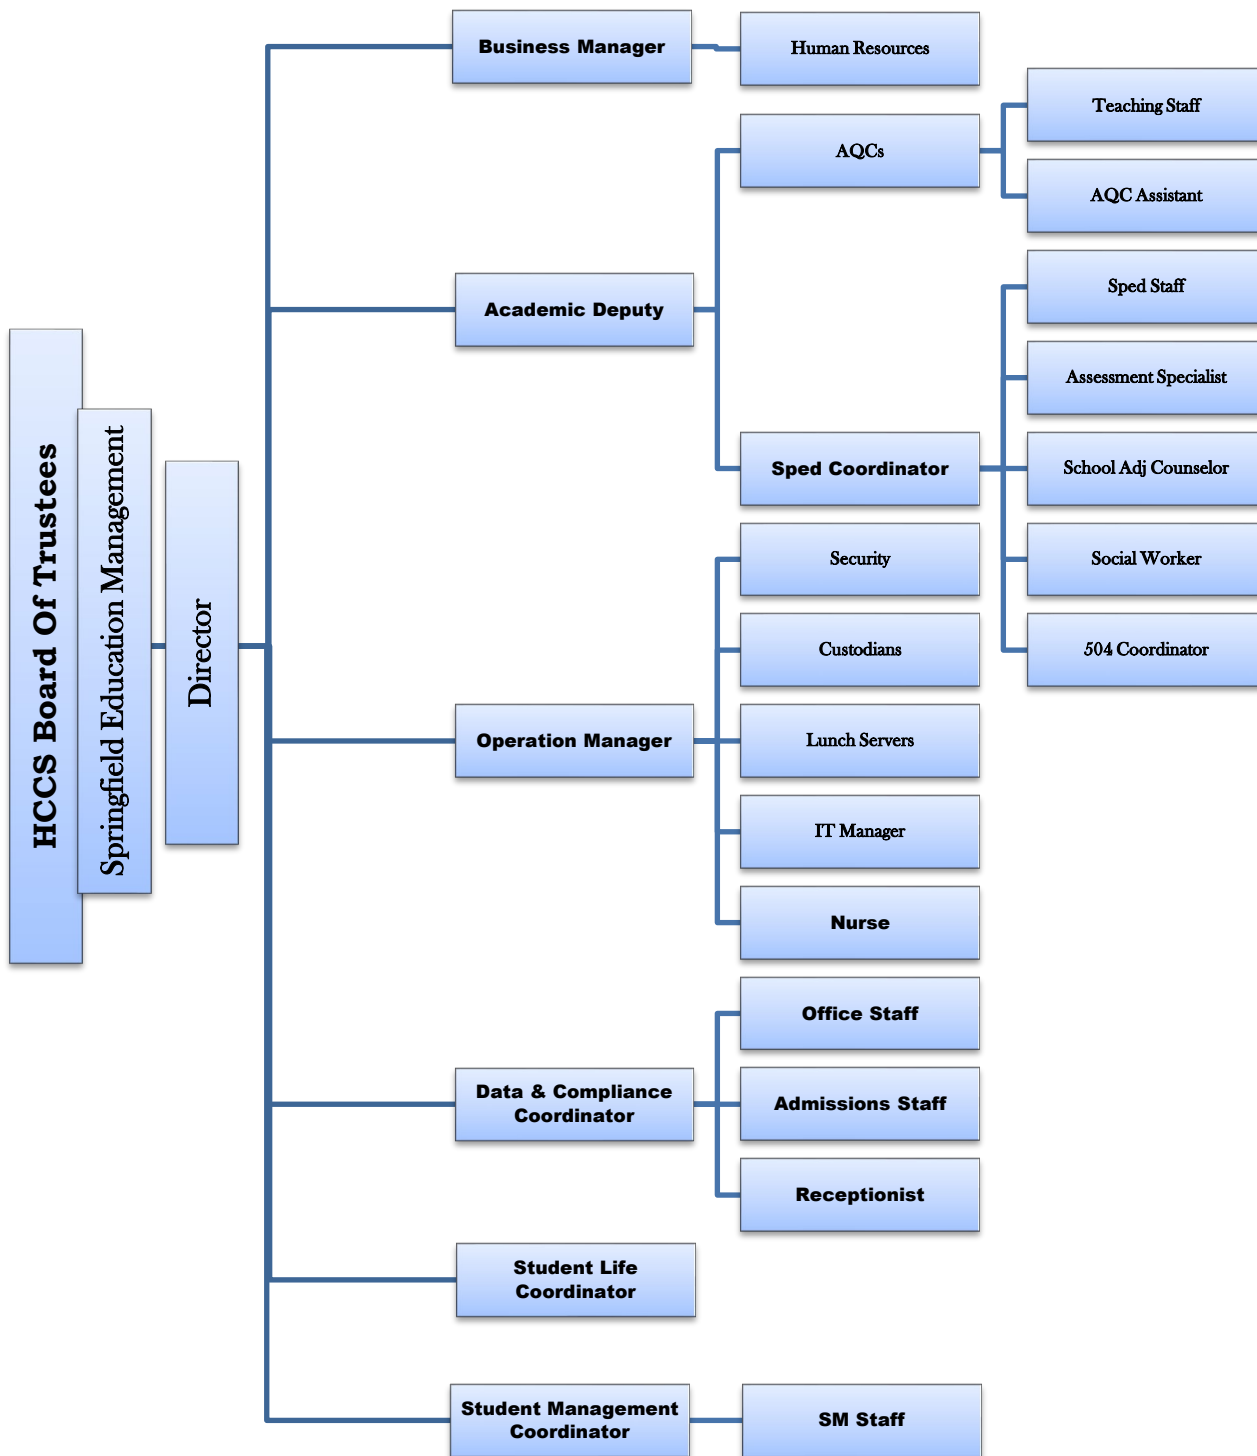 HCCS Board Of Trustees
Springfield Education Management
Director
Business Manager
Human Resources
Academic Deputy
AQCs
Teaching Staff
AQC Assistant
Sped Coordinator
Sped Staff
Assessment Specialist
School Adj Counselor
Social Worker
504 Coordinator
Operation Manager
Security
Custodians
Lunch Servers
IT Manager
Nurse
Data & Compliance
Coordinator
Office Staff
Admissions Staff
Receptionist
Student Life
Coordinator
Student Management
Coordinator
SM Staff